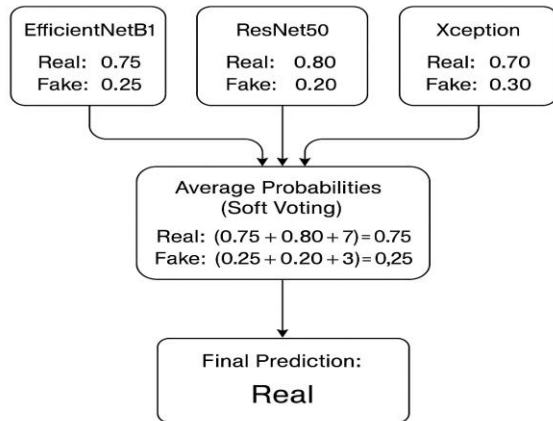 EfficientNetB1
Real: 0.75
Fake: 0.25
ResNet50
Real: 0.80
Fake: 0.20
Xception
Real: 0.70
Fake: 0.30
Average Probabilities
(Soft Voting)
Real: (0.75 + 0.80 + 7) = 0.75
Fake: (0.25 + 0.20 + 3) = 0,25
Final Prediction:
Real